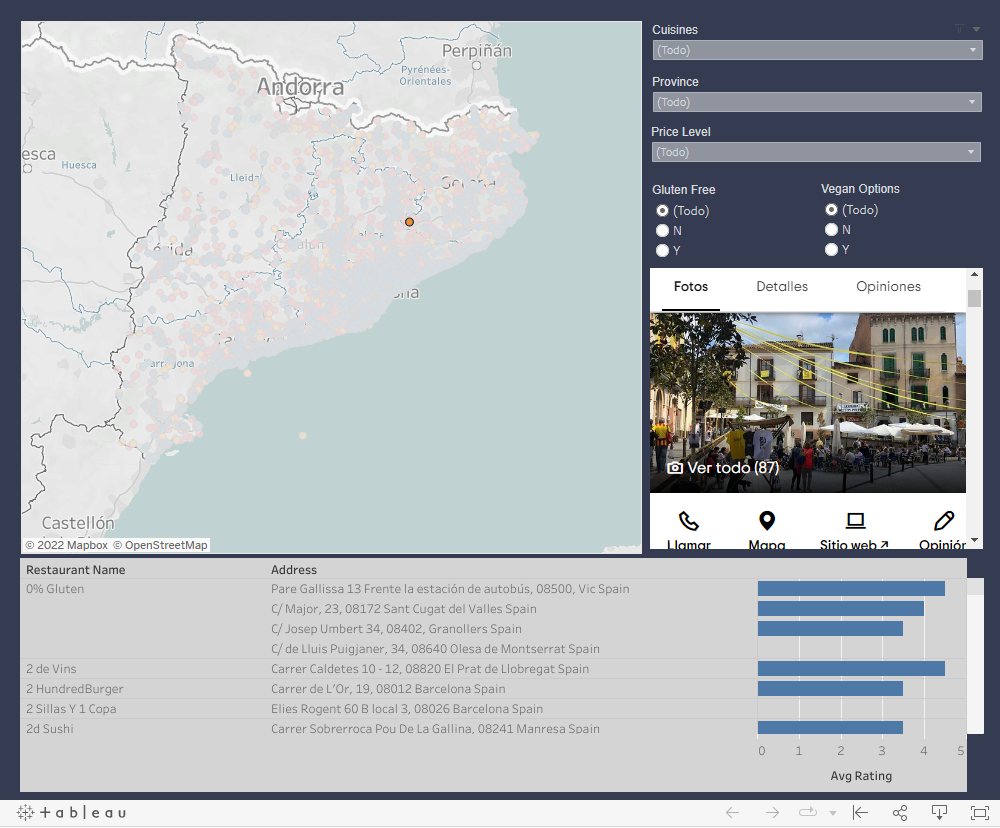 Perpiñán
Pyrénées-
Orientales
Andorra
esca
Huesca
Lleid
Cuisines
(Todo)
Province
(Todo)
Price Level
(Todo)
Gluten Free
Vegan Options
(Todo)
(Todo)
N
N
Y
Y
Fotos
Detalles
Opiniones
Ver todo (87)
Llamar
Mapa
Sitio web
Opinión
Castellón
© 2022 Mapbox © OpenStreetMap
Restaurant Name
Address
0% Gluten
Pare Gallissa 13 Frente la estación de autobús, 08500, Vic Spain
C/ Major, 23, 08172 Sant Cugat del Valles Spain
C/ Josep Umbert 34, 08402, Granollers Spain
C/ de Lluis Puigjaner, 34, 08640 Olesa de Montserrat Spain
2 de Vins
Carrer Caldetes 10 - 12, 08820 El Prat de Llobregat Spain
2 HundredBurger
Carrer de L'Or, 19, 08012 Barcelona Spain
2 Sillas Y 1 Copa
Elies Rogent 60 B local 3, 08026 Barcelona Spain
2d Sushi
Carrer Sobrerroca Pou De La Gallina, 08241 Manresa Spain
0 1 2 3 4 5
Avg Rating
+ a b | e a u